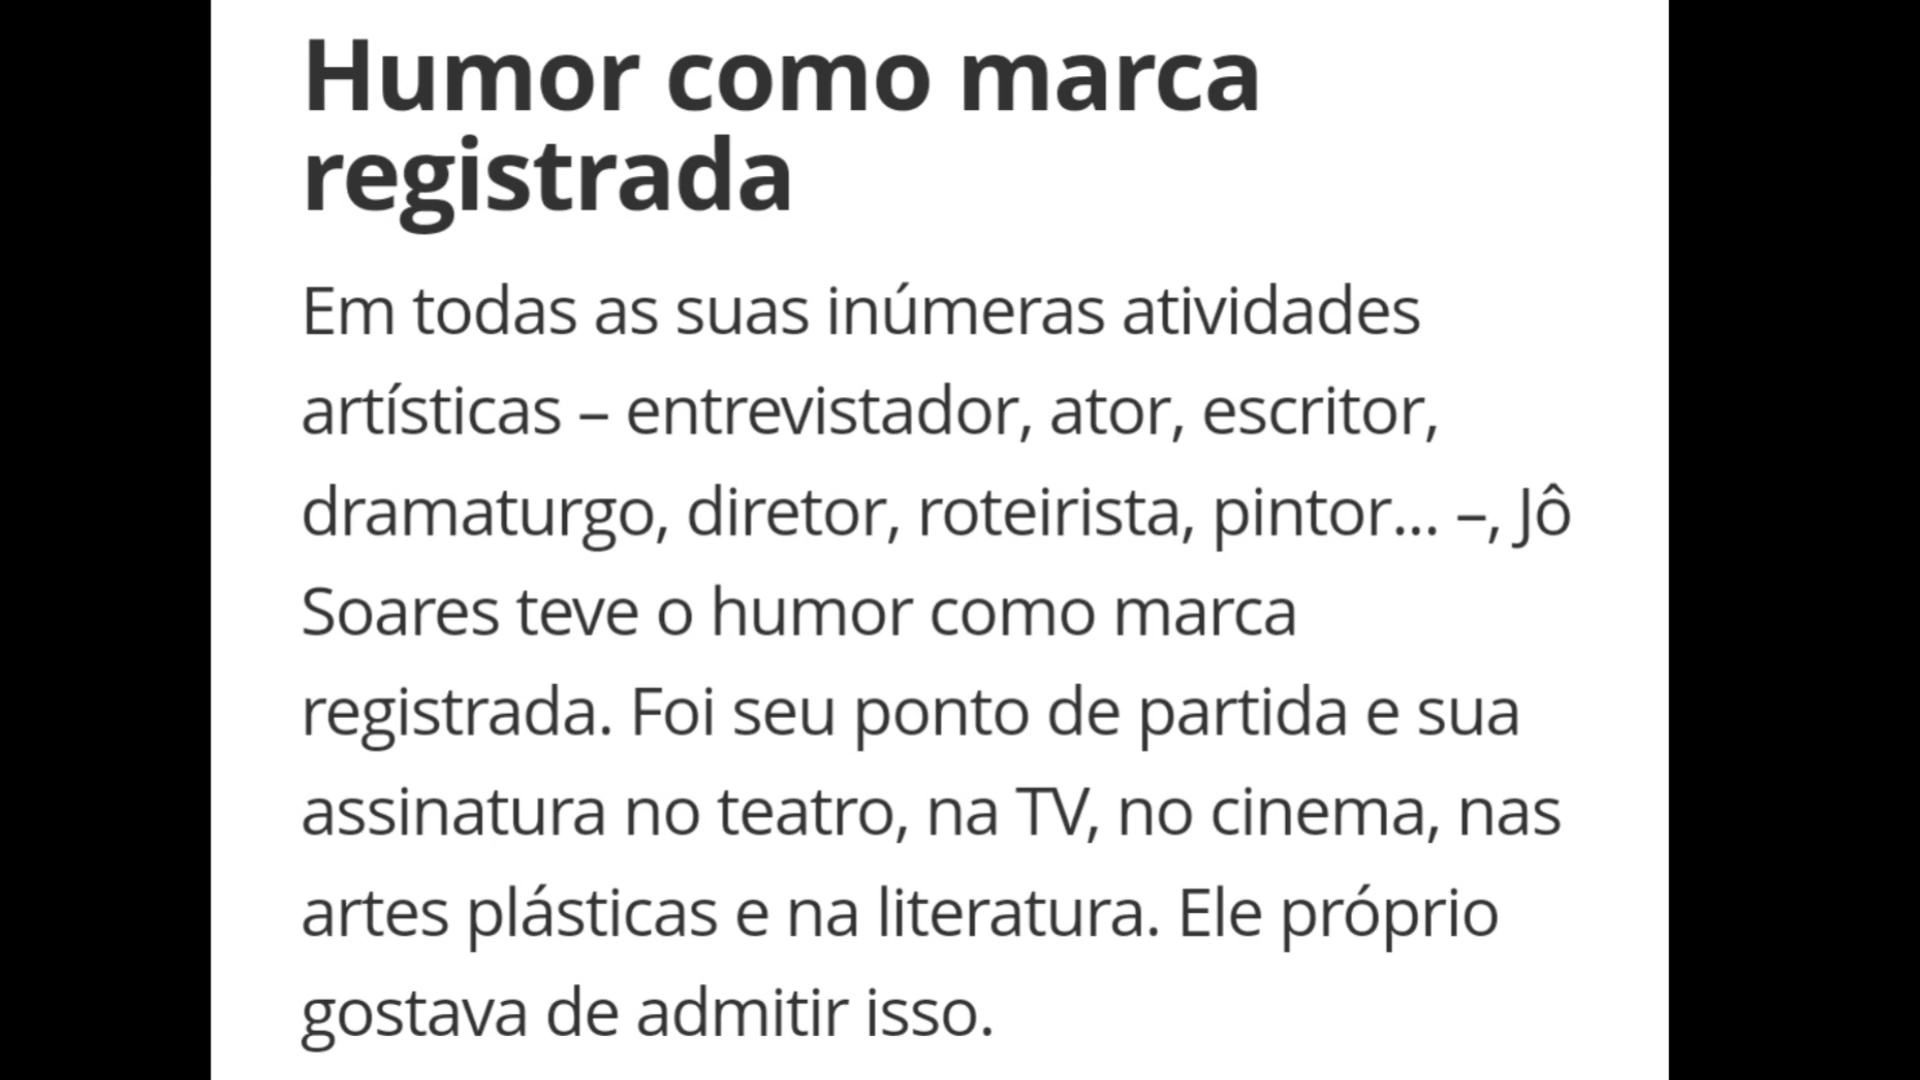 Humor como marca
registrada
Em todas as suas inúmeras atividades
artísticas – entrevistador, ator, escritor,
dramaturgo, diretor, roteirista, pintor... –, Jô
Soares teve o humor como marca
registrada. Foi seu ponto de partida e sua
assinatura no teatro, na TV, no cinema, nas
artes plásticas e na literatura. Ele próprio
gostava de admitir isso.